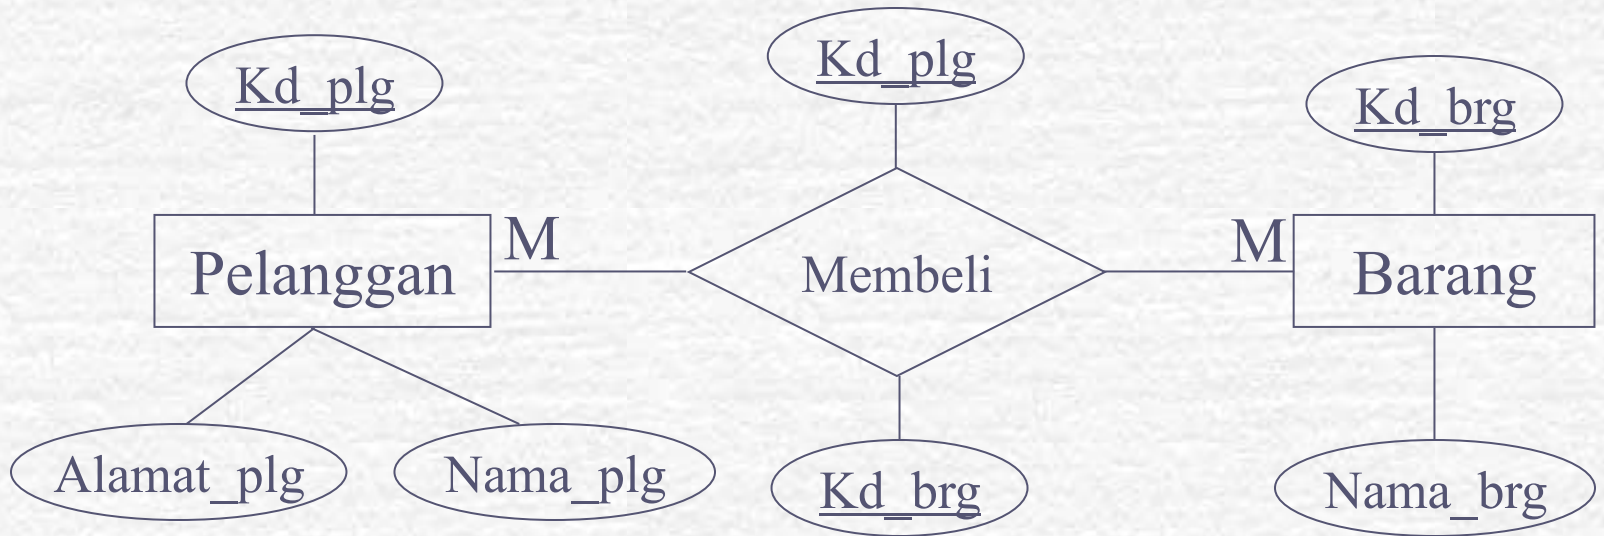 Kd_plg
Kd_plg
Kd_brg
Pelanggan
M
Membeli
M
Barang
Alamat_plg
Nama_plg
Kd_brg
Nama_brg